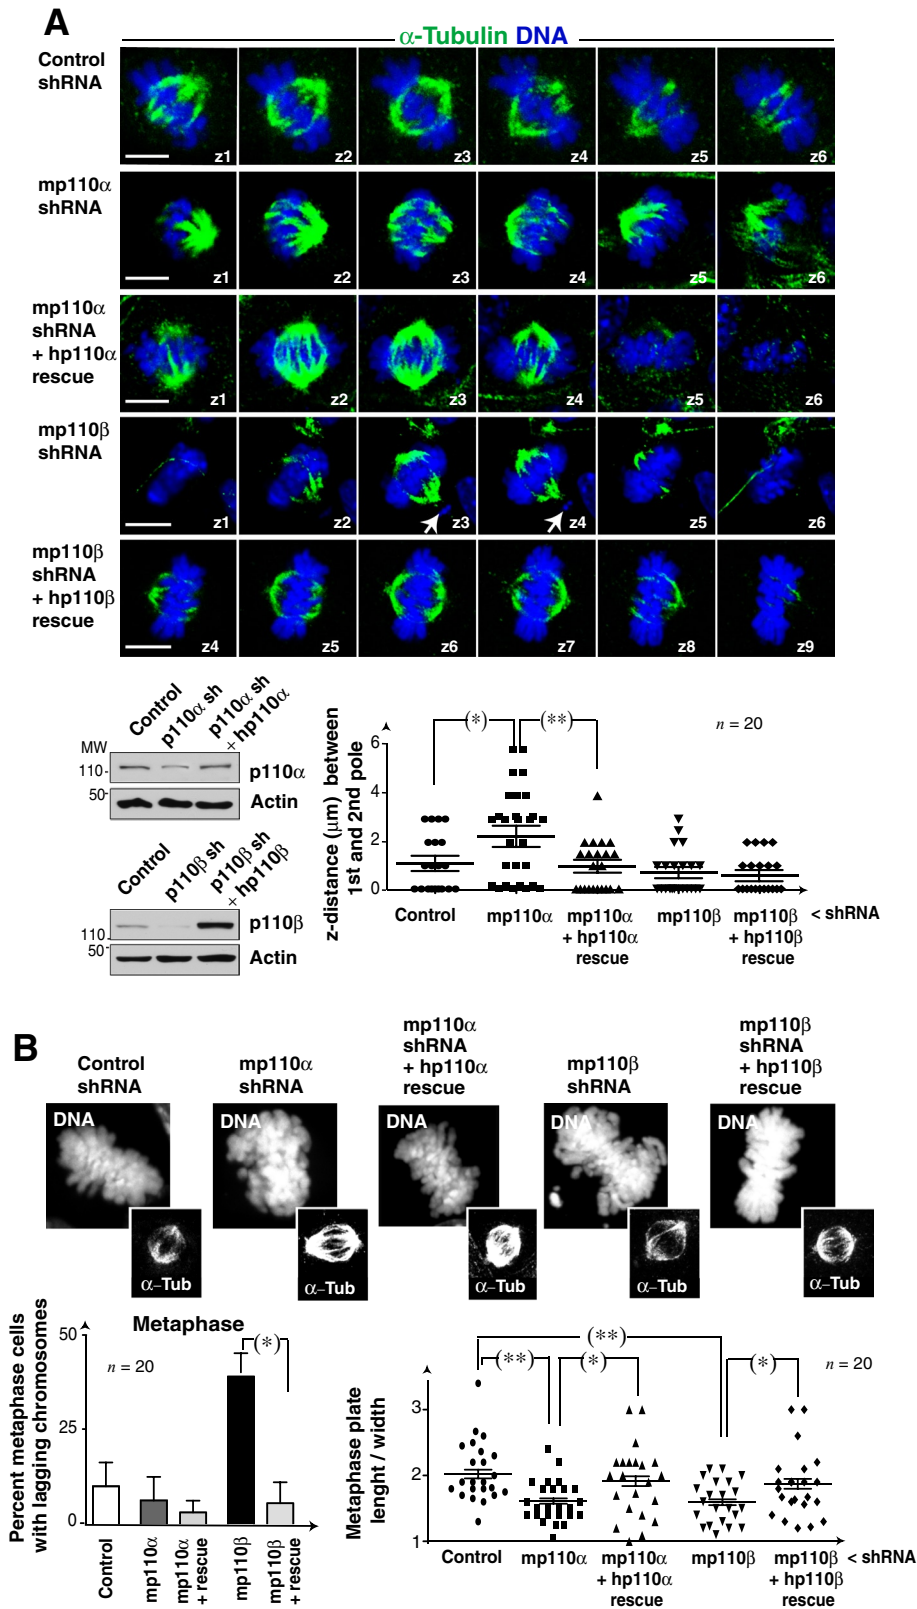 A
α-Tubulin DNA
Control
shRNA
z1 z2 z3 z4 z5 z6
mp110α
shRNA
z1 z2 z3 z4 z5 z6
mp110α
shRNA
+ hp110α
rescue
z1 z2 z3 z4 z5 z6
mp110β
shRNA
z1 z2 z3 z4 z5 z6
mp110β
shRNA
+ hp110β
rescue
z4 z5 z6 z7 z8 z9
Control
p110α sh
p110α sh
+ hp110α
MW
110-
50-
p110α
Actin
Control
p110β sh
p110β sh
+ hp110β
110-
50-
p110β
Actin
z-distance (μm) between
1st and 2nd pole
6
4
2
0
(*)
(**)
n = 20
Control
mp110α
mp110α
+ hp110α
rescue
mp110β
mp110β
+ hp110β
rescue
< shRNA
B
Control
shRNA
mp110α
shRNA
mp110α
shRNA
+ hp110α
rescue
mp110β
shRNA
mp110β
shRNA
+ hp110β
rescue
DNA DNA DNA DNA DNA
α-Tub α-Tub α-Tub α-Tub α-Tub
Metaphase
Percent metaphase cells
with lagging chromosomes
50
25
0
n = 20
(*)
Control
mp110α
mp110α
+ rescue
mp110β
mp110β
+ rescue
Metaphase plate
lenght / width
3
2
1
(**)
(**)
(*)
(*)
n = 20
Control
mp110α
mp110α
+ hp110α
rescue
mp110β
mp110β
+ hp110β
rescue
< shRNA